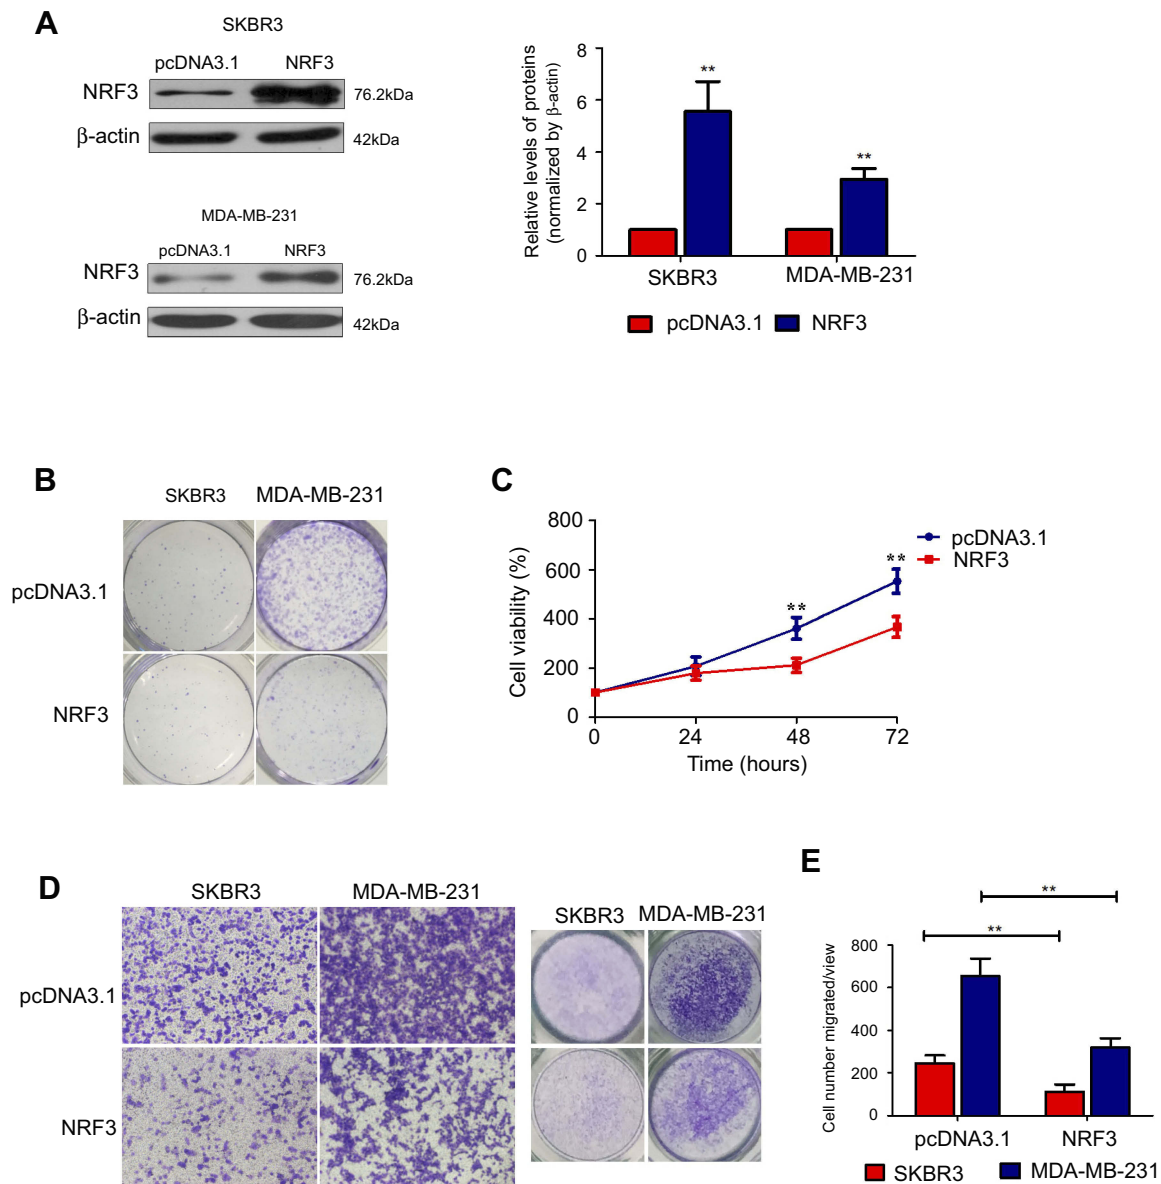 A
SKBR3
pcDNA3.1 NRF3
NRF3 76.2kDa
β-actin 42kDa
MDA-MB-231
pcDNA3.1 NRF3
NRF3 76.2kDa
β-actin 42kDa
Relative levels of proteins
(normalized by β-actin)
8
6
4
2
0
**
**
SKBR3 MDA-MB-231
pcDNA3.1 NRF3
B
SKBR3 MDA-MB-231
pcDNA3.1
NRF3
C
Cell viability (%)
800
600
400
200
0
**
**
0 24 48 72
Time (hours)
pcDNA3.1
NRF3
D
SKBR3 MDA-MB-231
pcDNA3.1
NRF3
SKBR3 MDA-MB-231
E
**
**
Cell number migrated/view
800
600
400
200
0
pcDNA3.1 NRF3
SKBR3 MDA-MB-231